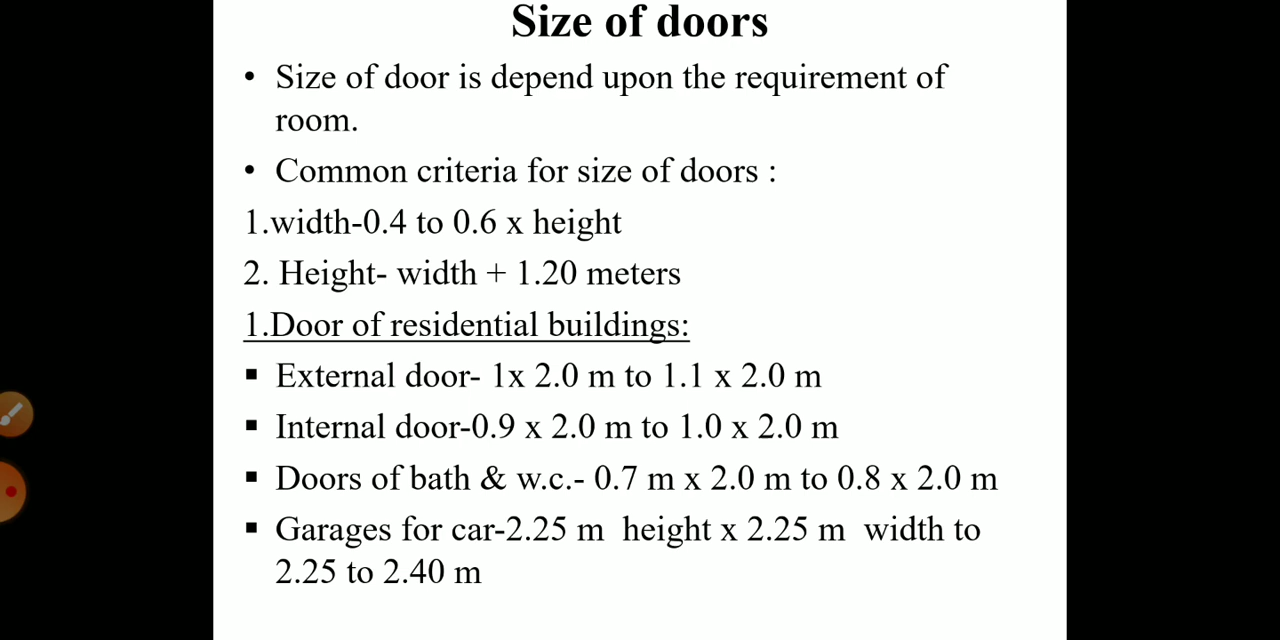 Size of doors
• Size of door is depend upon the requirement of
room.
• Common criteria for size of doors :
1.width-0.4 to 0.6 x height
2. Height- width + 1.20 meters
1.Door of residential buildings:
▪ External door- 1x 2.0 m to 1.1 x 2.0 m
▪ Internal door-0.9 x 2.0 m to 1.0 x 2.0 m
▪ Doors of bath & w.c.- 0.7 m x 2.0 m to 0.8 x 2.0 m
▪ Garages for car-2.25 m  height x 2.25 m  width to
2.25 to 2.40 m